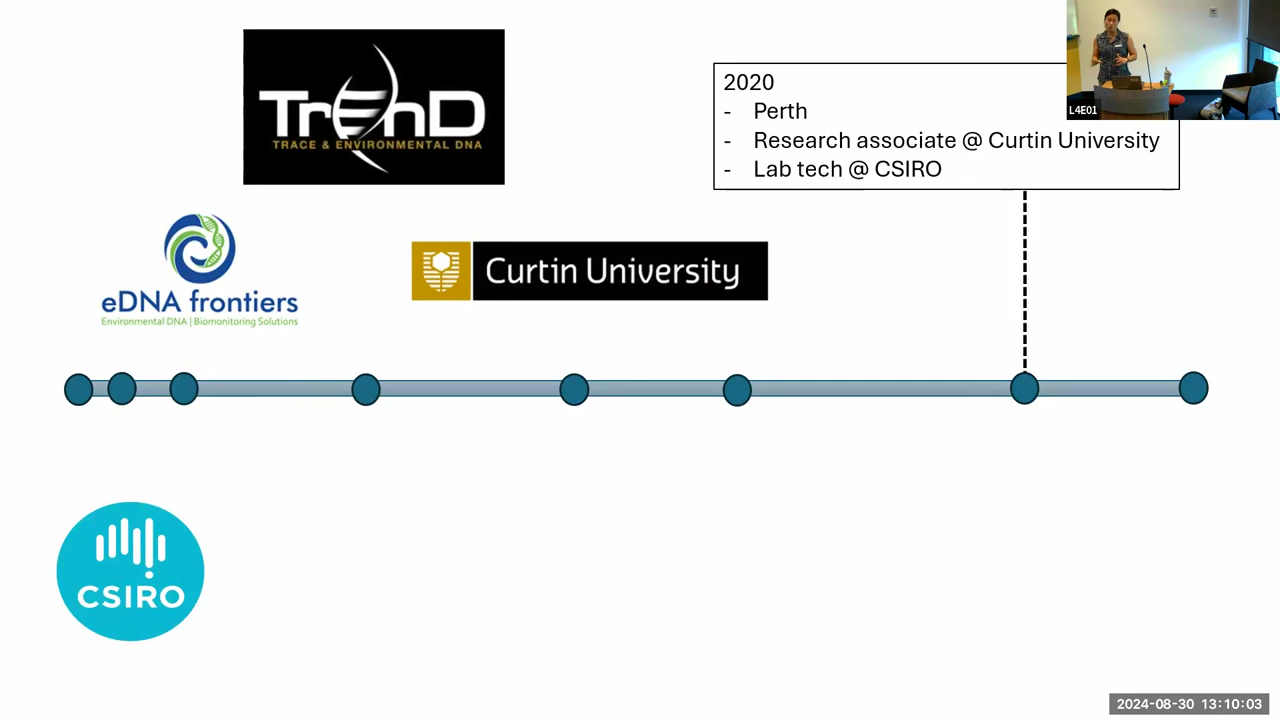 TrEnD
TRACE & ENVIRONMENTAL DNA
2020
- Perth
- Research associate @ Curtin University
- Lab tech @ CSIRO
L4E01
eDNA frontiers
Environmental DNA | Biomonitoring Solutions
Curtin University
CSIRO
2024-08-30 13:10:03